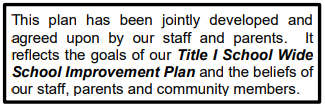 This plan has been jointly developed and
agreed upon by our staff and parents. It
reflects the goals of our Title I School Wide
School Improvement Plan and the beliefs of
our staff, parents and community members.